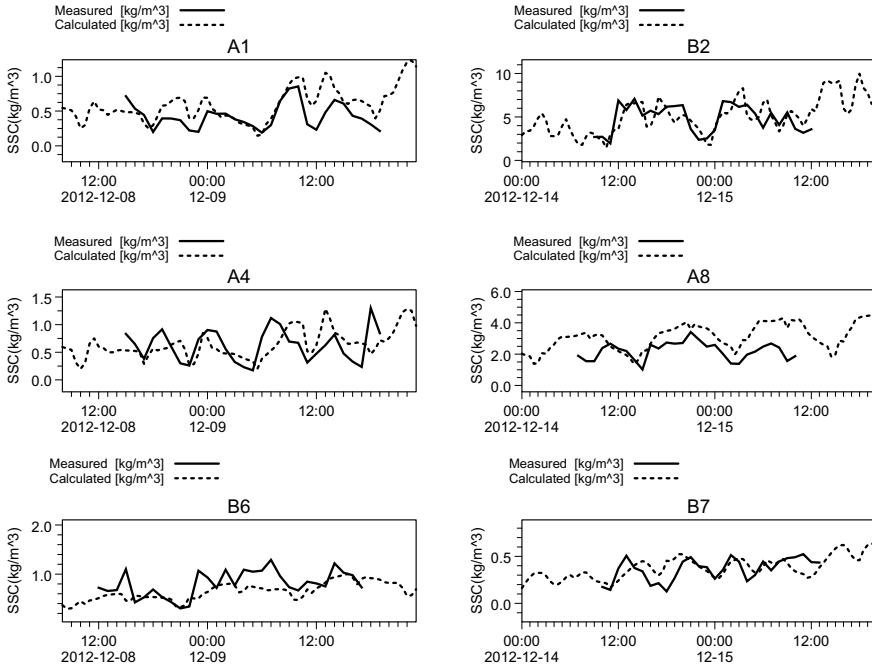 Measured [kg/m^3]
Calculated [kg/m^3]
A1
SSC(kg/m^3)
1.0
0.5
0.0
12:00
00:00
12:00
2012-12-08
12-09
Measured [kg/m^3]
Calculated [kg/m^3]
B2
SSC(kg/m^3)
10
5
0
00:00
12:00
00:00
12:00
2012-12-14
12-15
Measured [kg/m^3]
Calculated [kg/m^3]
A4
SSC(kg/m^3)
1.5
1.0
0.5
0.0
12:00
00:00
12:00
2012-12-08
12-09
Measured [kg/m^3]
Calculated [kg/m^3]
A8
SSC(kg/m^3)
6.0
4.0
2.0
0.0
00:00
12:00
00:00
12:00
2012-12-14
12-15
Measured [kg/m^3]
Calculated [kg/m^3]
B6
SSC(kg/m^3)
2.0
1.0
12:00
00:00
12:00
2012-12-08
12-09
Measured [kg/m^3]
Calculated [kg/m^3]
B7
SSC(kg/m^3)
0.5
0.0
00:00
12:00
00:00
12:00
2012-12-14
12-15